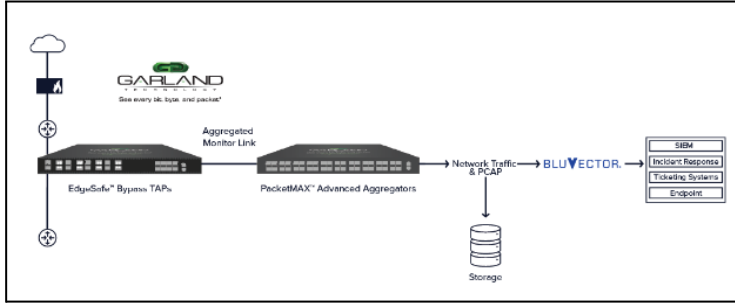 GARLAND
TECHNOLOGY
See every bit, byte, and packet®
Aggregated
Monitor Link
EdgeSafe™ Bypass TAPs
PacketMAX™ Advanced Aggregators
Network Traffic
& PCAP
BLUVECTOR.
SIEM
Incident Response
Ticketing Systems
Endpoint
Storage